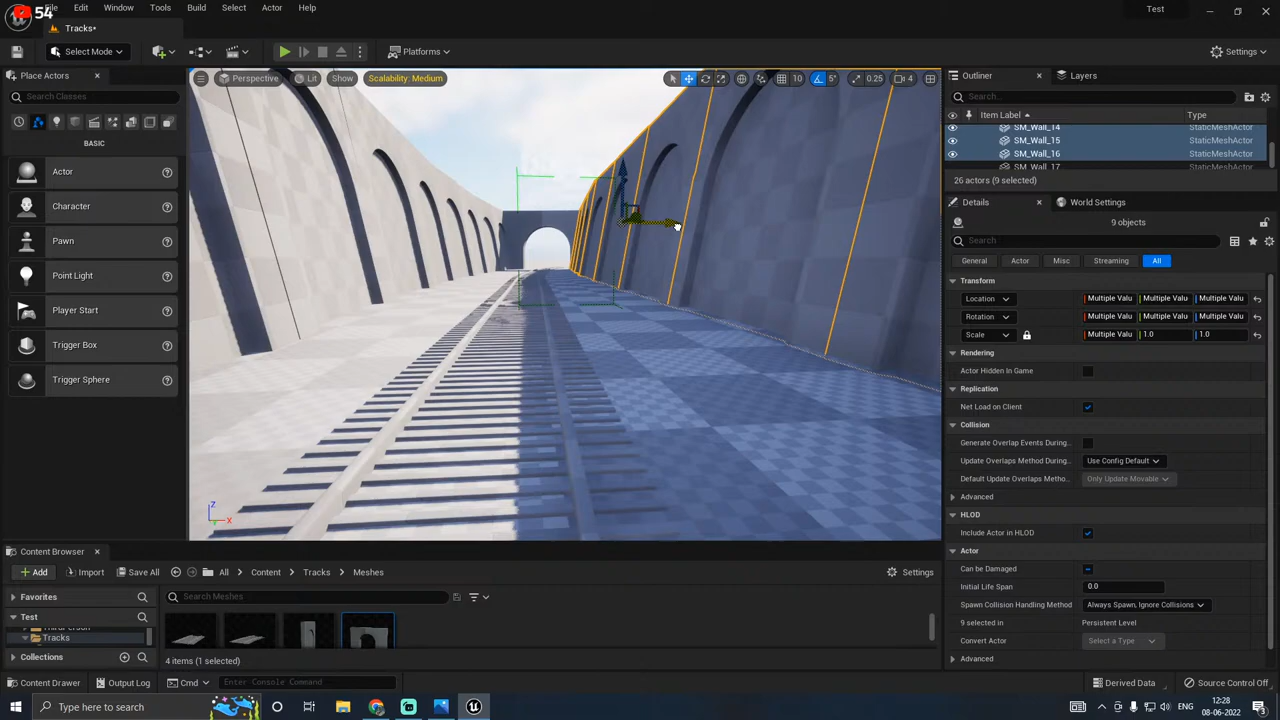 54
File Edit Window Tools Build Select Actor Help
Test
Tracks*
Select Mode
Platforms
Settings
Place Actors
Search Classes
BASIC
Actor
Character
Pawn
Point Light
Player Start
Trigger Box
Trigger Sphere
Perspective Lit Show Scalability: Medium
10 5° 0.25 4
Z
X
Outliner Layers
Search...
Item Label Type
SM_Wall_14 StaticMeshActor
SM_Wall_15 StaticMeshActor
SM_Wall_16 StaticMeshActor
SM_Wall_17 StaticMeshActor
26 actors (9 selected)
Details World Settings
9 objects
Search
General Actor Misc Streaming All
Transform
Location Multiple Valu Multiple Valu Multiple Valu
Rotation Multiple Valu Multiple Valu Multiple Valu
Scale Multiple Valu 1.0 1.0
Rendering
Actor Hidden In Game
Replication
Net Load on Client
Collision
Generate Overlap Events During...
Update Overlaps Method During... Use Config Default
Default Update Overlaps Metho... Only Update Movable
Advanced
HLOD
Include Actor in HLOD
Actor
Can be Damaged
Initial Life Span 0.0
Spawn Collision Handling Method Always Spawn, Ignore Collisions
9 selected in Persistent Level
Convert Actor Select a Type
Advanced
Content Browser
Add Import Save All All Content Tracks Meshes Settings
Favorites
Search Meshes
Test
ThirdPerson
Tracks
Collections
4 items (1 selected)
Content Drawer Output Log Cmd Enter Console Command Derived Data Source Control Off
Type here to search
ENG
12:28
08-06-2022